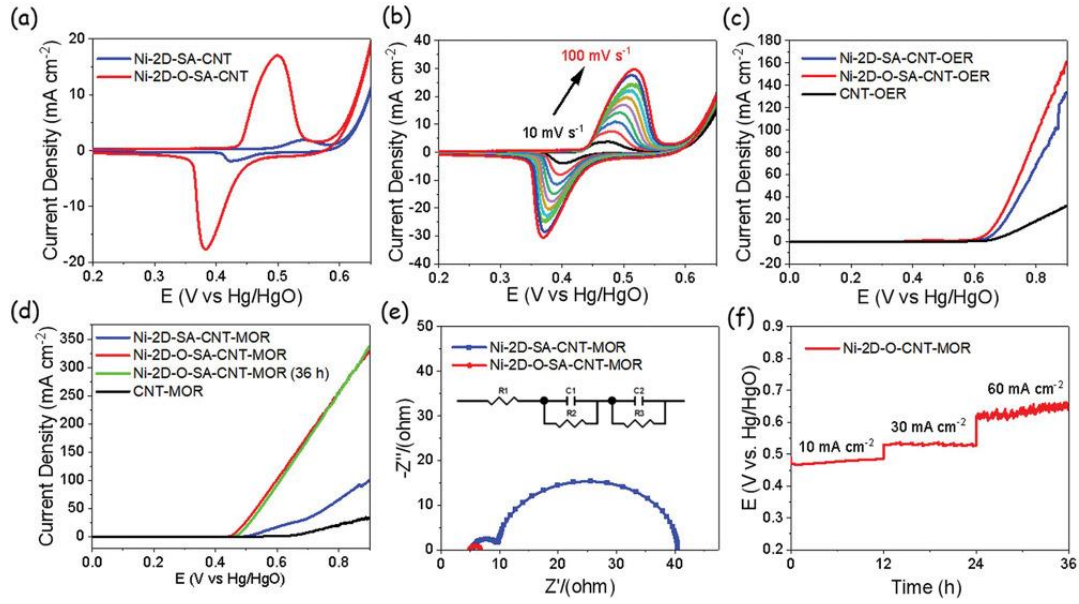 (a)
Current Density (mA cm-2)
20
10
0
-10
-20
Ni-2D-SA-CNT
Ni-2D-O-SA-CNT
0.2 0.3 0.4 0.5 0.6
E (V vs Hg/HgO)
(b)
Current Density (mA cm-2)
40
30
20
10
0
-10
-20
-30
-40
100 mV s-1
10 mV s-1
0.2 0.3 0.4 0.5 0.6
E (V vs Hg/HgO)
(c)
Current Density (mA cm-2)
180
160
140
120
100
80
60
40
20
0
-20
Ni-2D-SA-CNT-OER
Ni-2D-O-SA-CNT-OER
CNT-OER
0.0 0.2 0.4 0.6 0.8
E (V vs Hg/HgO)
(d)
Current Density (mA cm-2)
350
300
250
200
150
100
50
0
Ni-2D-SA-CNT-MOR
Ni-2D-O-SA-CNT-MOR
Ni-2D-O-SA-CNT-MOR (36 h)
CNT-MOR
0.0 0.2 0.4 0.6 0.8
E (V vs Hg/HgO)
(e)
-Z''/(ohm)
-50
40
30
20
10
0
Ni-2D-SA-CNT-MOR
Ni-2D-O-SA-CNT-MOR
R1 C1 C2
R2 R3
0 10 20 30 40
Z'/(ohm)
(f)
E (V vs. Hg/HgO)
0.9
0.8
0.7
0.6
0.5
0.4
0.3
0.2
Ni-2D-O-CNT-MOR
10 mA cm-2
30 mA cm-2
60 mA cm-2
0 12 24 36
Time (h)